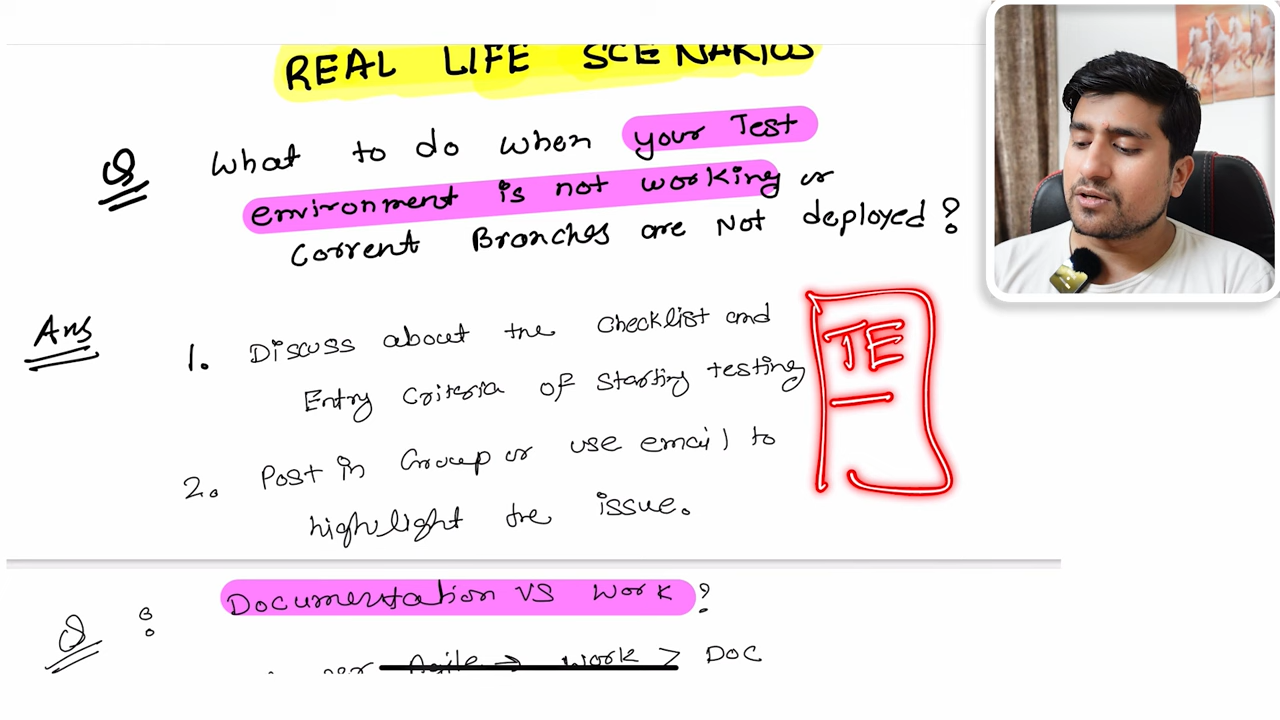 REAL LIFE SCENARIOS
Q What to do when your Test
environment is not working or
Correct Branches are Not deployed?
Ans
1. Discuss about the Checklist and
Entry Criteria of starting testing
TE
2. Post in Group or use email to
highlight the issue.
Q : Documentation VS Work ?
per Agile → Work > DOC